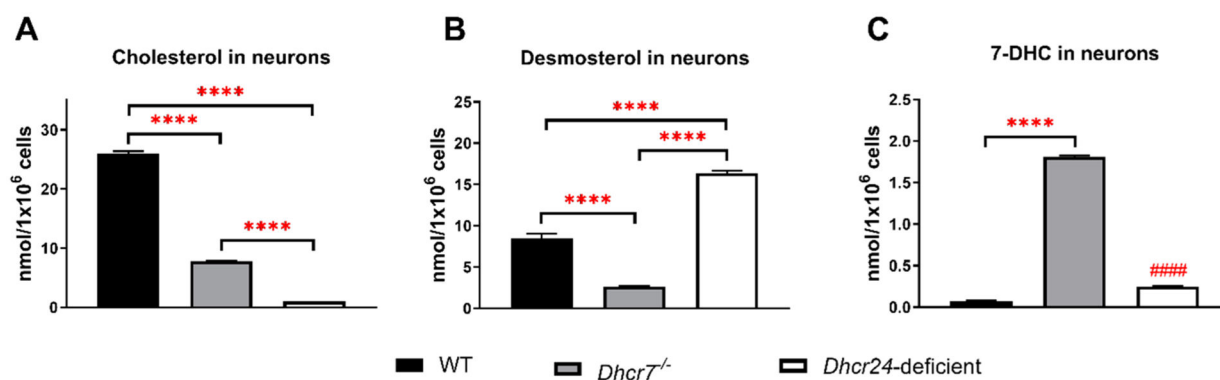 A
Cholesterol in neurons
nmol/1x10⁶ cells
30
20
10
0
****
****
****
B
Desmosterol in neurons
nmol/1x10⁶ cells
25
20
15
10
5
0
****
****
****
C
7-DHC in neurons
nmol/1x10⁶ cells
2.5
2.0
1.5
1.0
0.5
0.0
****
####
WT
Dhcr7⁻/⁻
Dhcr24-deficient